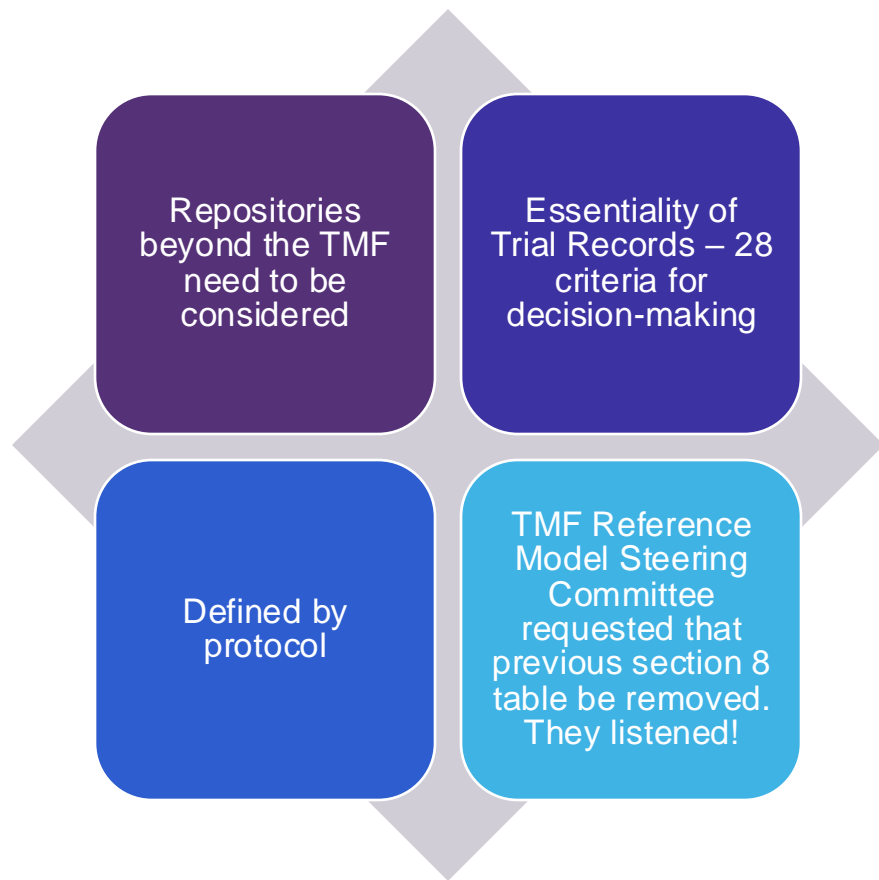 Repositories
beyond the TMF
need to be
considered
Essentiality of
Trial Records – 28
criteria for
decision-making
Defined by
protocol
TMF Reference
Model Steering
Committee
requested that
previous section 8
table be removed.
They listened!